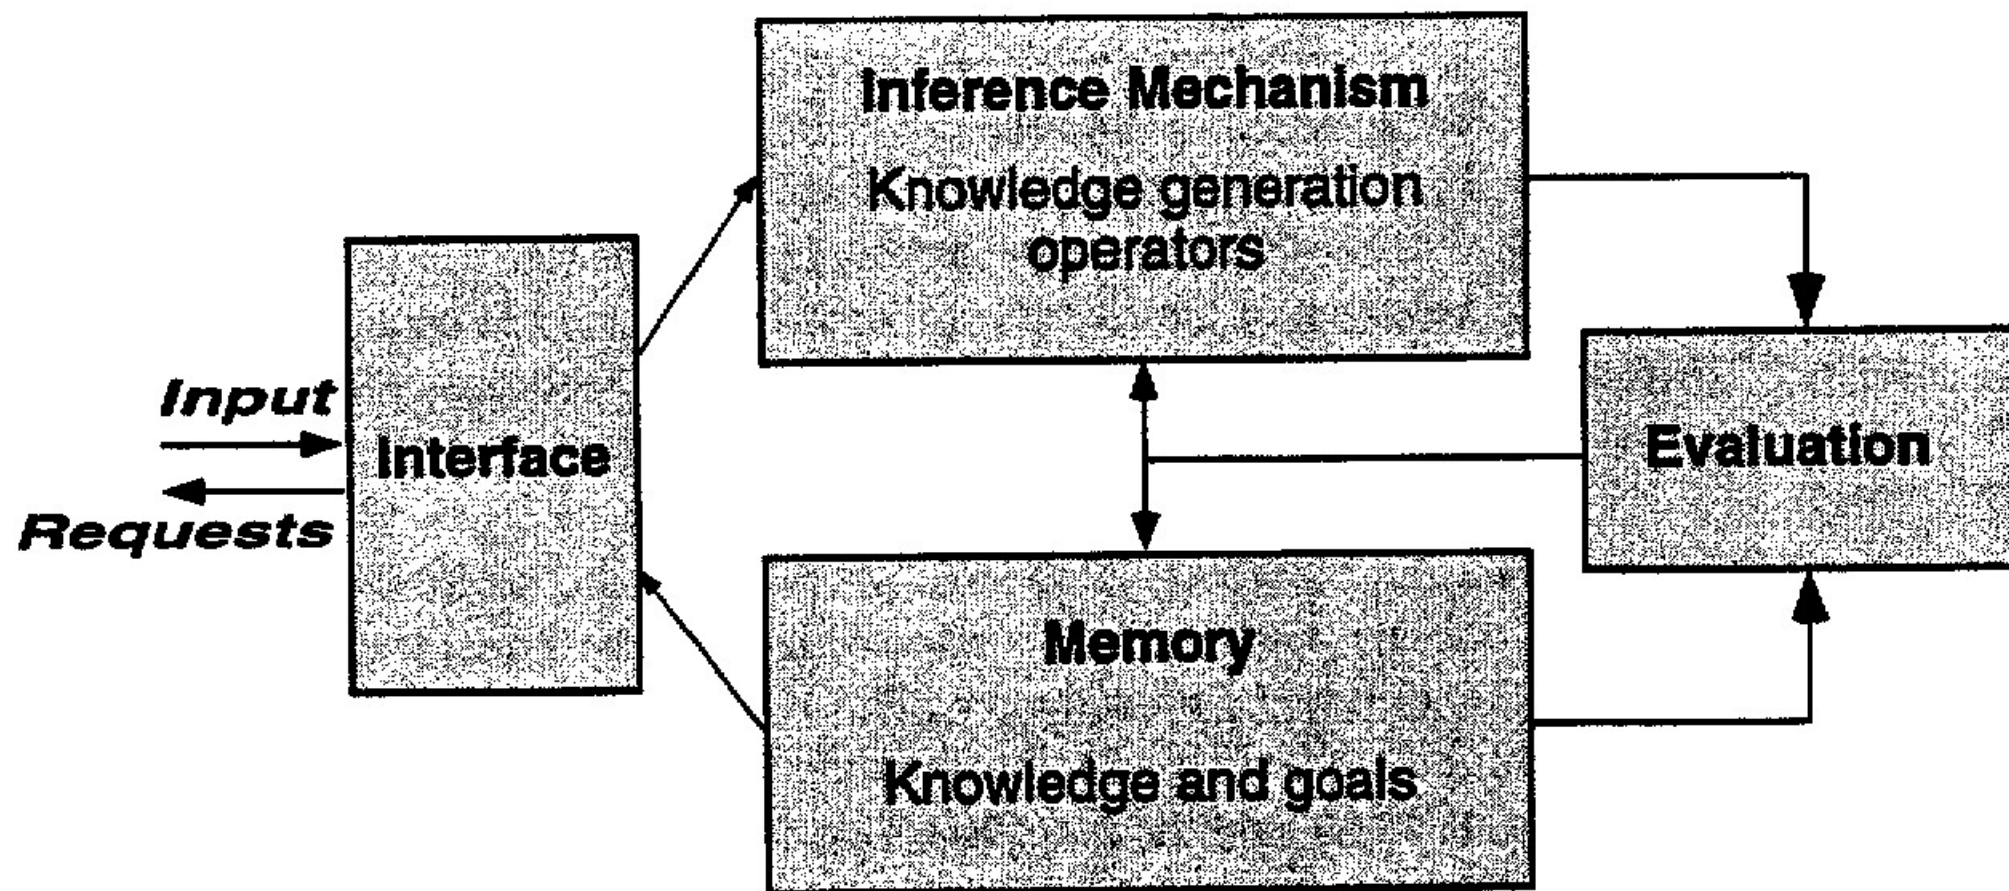 Inference Mechanism
Knowledge generation
operators
Input
Interface
Requests
Evaluation
Memory
Knowledge and goals